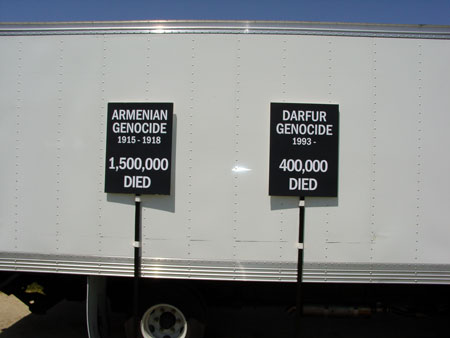 ARMENIAN
GENOCIDE
1915 - 1918
1,500,000
DIED
DARFUR
GENOCIDE
1993 -
400,000
DIED